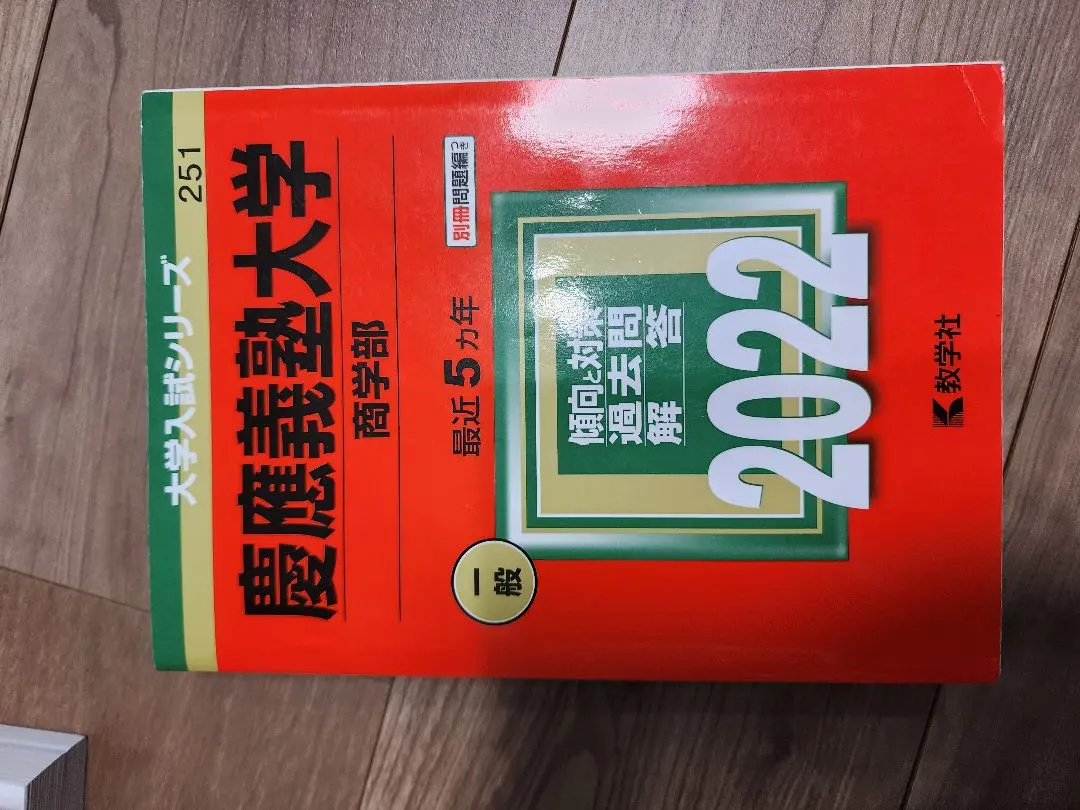 大学入試シリーズ
251
慶應義塾大学
商学部
最近5カ年
別冊問題編つき
一般
傾向と対策
過去問
解答
2022
教学社